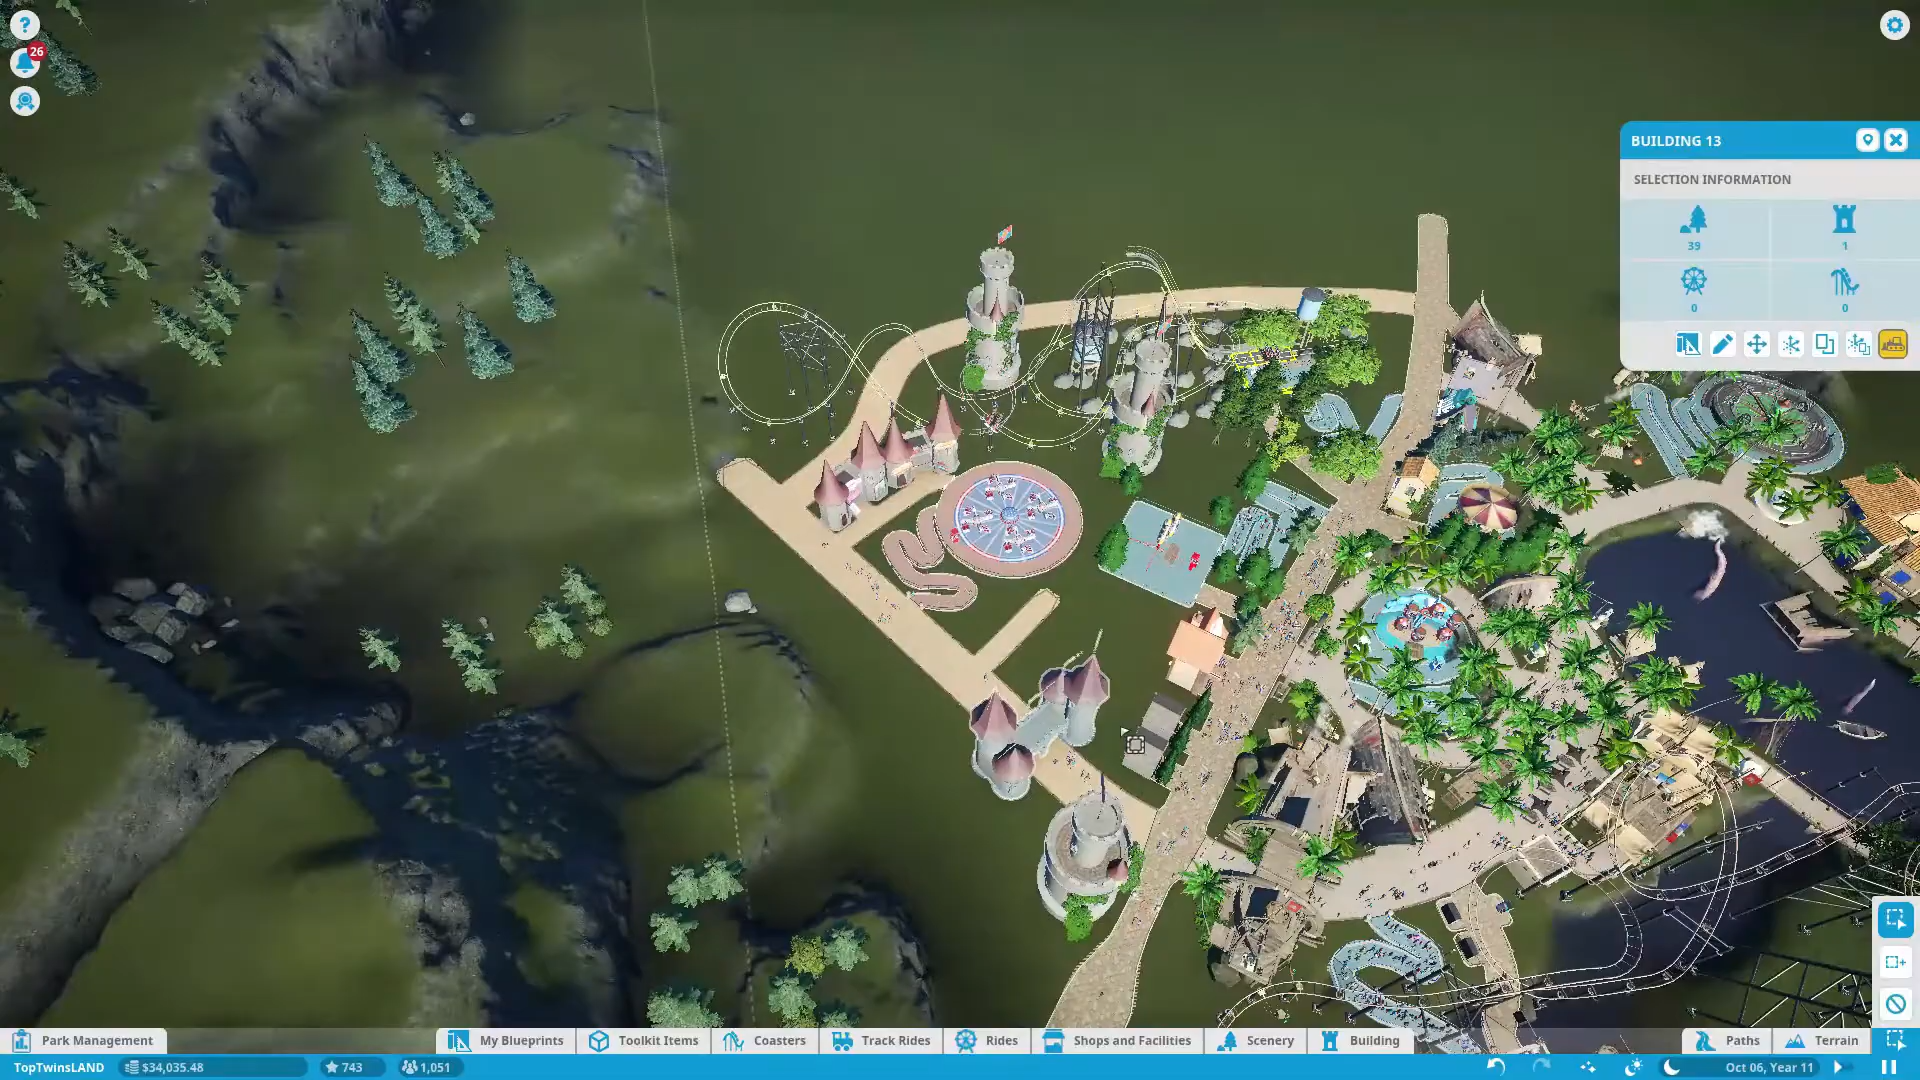 ?
26
BUILDING 13
SELECTION INFORMATION
39
1
0
0
Park Management
My Blueprints
Toolkit Items
Coasters
Track Rides
Rides
Shops and Facilities
Scenery
Building
Paths
Terrain
TopTwinsLAND
$34,035.48
743
1,051
Oct 06, Year 11